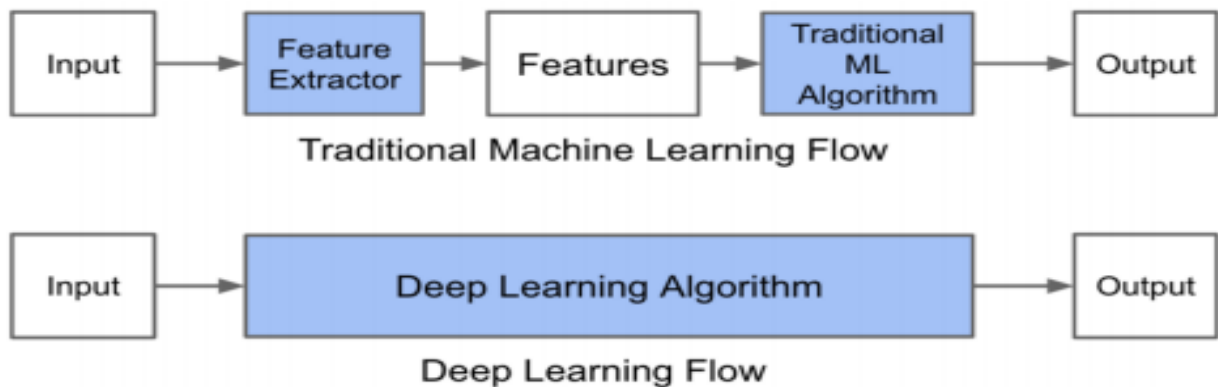 Input
Feature
Extractor
Features
Traditional
ML
Algorithm
Output
Traditional Machine Learning Flow
Input
Deep Learning Algorithm
Output
Deep Learning Flow